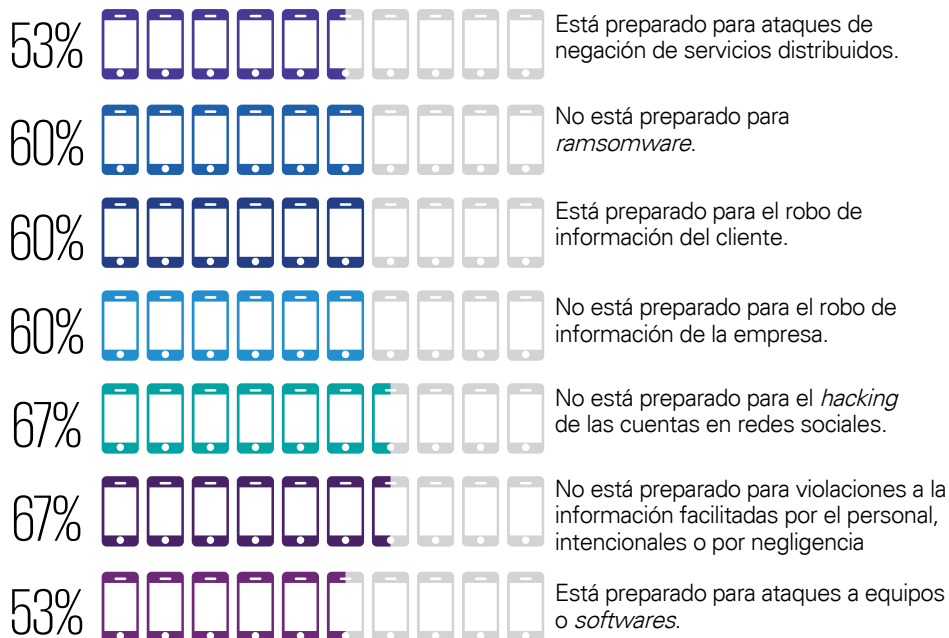 53%
Está preparado para ataques de
negación de servicios distribuidos.
60%
No está preparado para
ramsomware.
60%
Está preparado para el robo de
información del cliente.
60%
No está preparado para el robo de
información de la empresa.
67%
No está preparado para el hacking
de las cuentas en redes sociales.
67%
No está preparado para violaciones a la
información facilitadas por el personal,
intencionales o por negligencia
53%
Está preparado para ataques a equipos
o softwares.